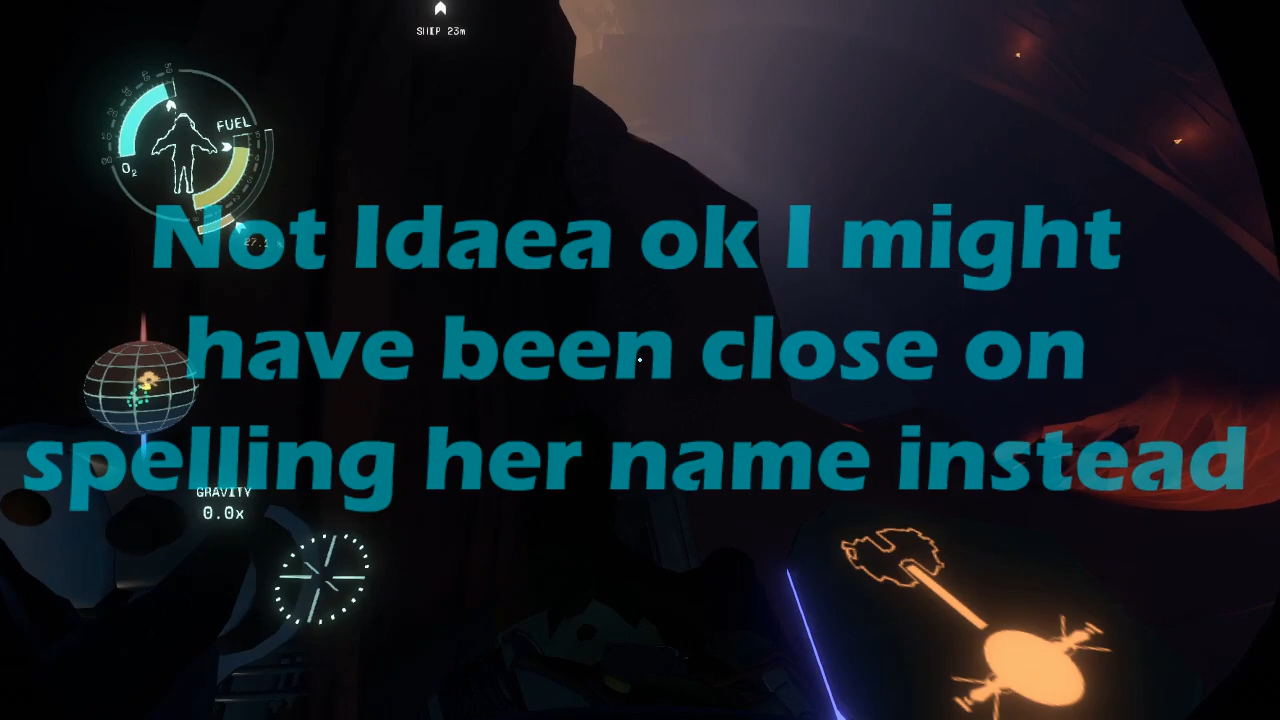 SHIP 23m
FUEL
O₂
Not Idaea ok I might
have been close on
spelling her name instead
GRAVITY
0.0x